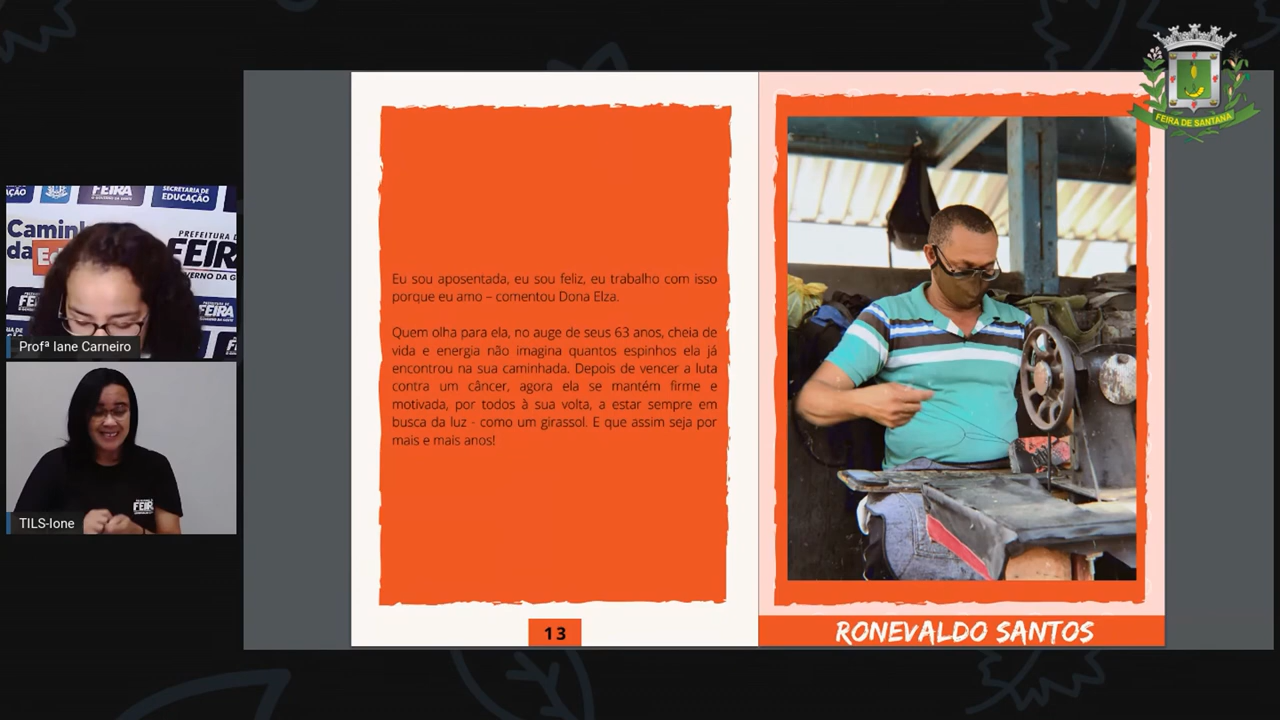 FEIRA DE SANTANA
FEIRA
SECRETARIA DE
EDUCAÇÃO
PREFEITURA
FEIRA
Profª Iane Carneiro
FEIRA
TILS-Ione
Eu sou aposentada, eu sou feliz, eu trabalho com isso
porque eu amo – comentou Dona Elza.
Quem olha para ela, no auge de seus 63 anos, cheia de
vida e energia não imagina quantos espinhos ela já
encontrou na sua caminhada. Depois de vencer a luta
contra um câncer, agora ela se mantém firme e
motivada, por todos à sua volta, a estar sempre em
busca da luz - como um girassol. E que assim seja por
mais e mais anos!
13
RONEVALDO SANTOS